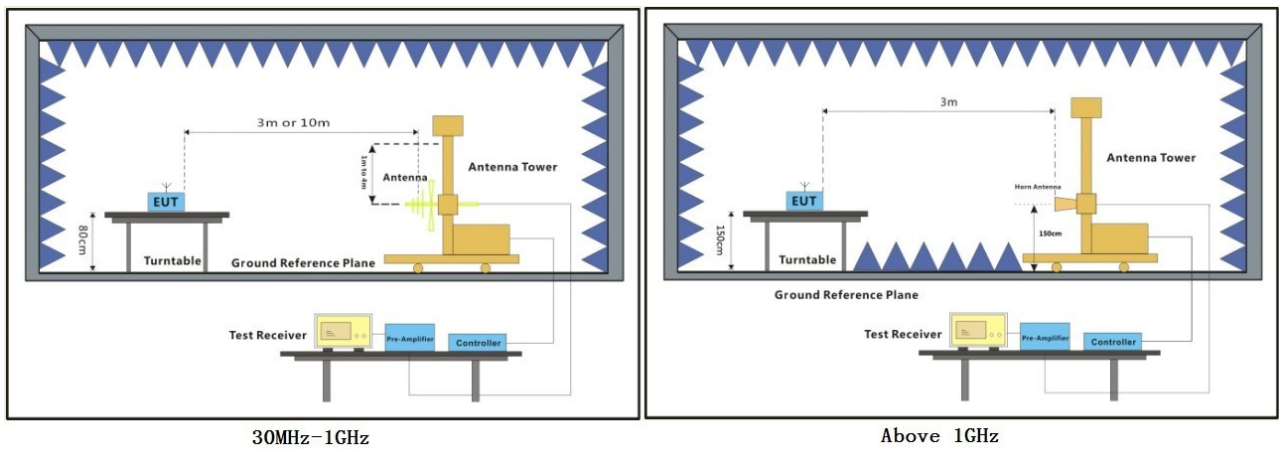 3m or 10m
1m to 4m
Antenna
Antenna Tower
EUT
80cm
Turntable
Ground Reference Plane
Test Receiver
Pre-Amplifier
Controller
30MHz-1GHz
3m
Antenna Tower
Horn Antenna
EUT
150cm
150cm
Turntable
Ground Reference Plane
Test Receiver
Pre-Amplifier
Controller
Above 1GHz